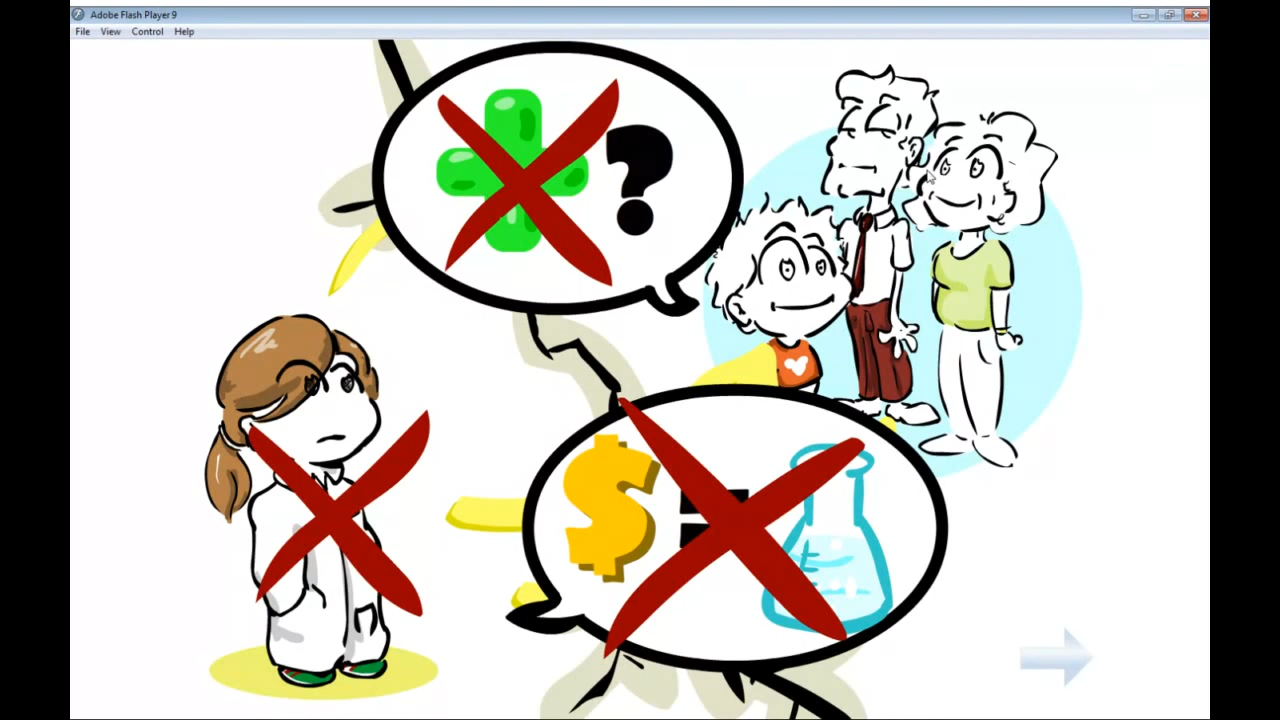 Adobe Flash Player 9
File View Control Help
?
$ =